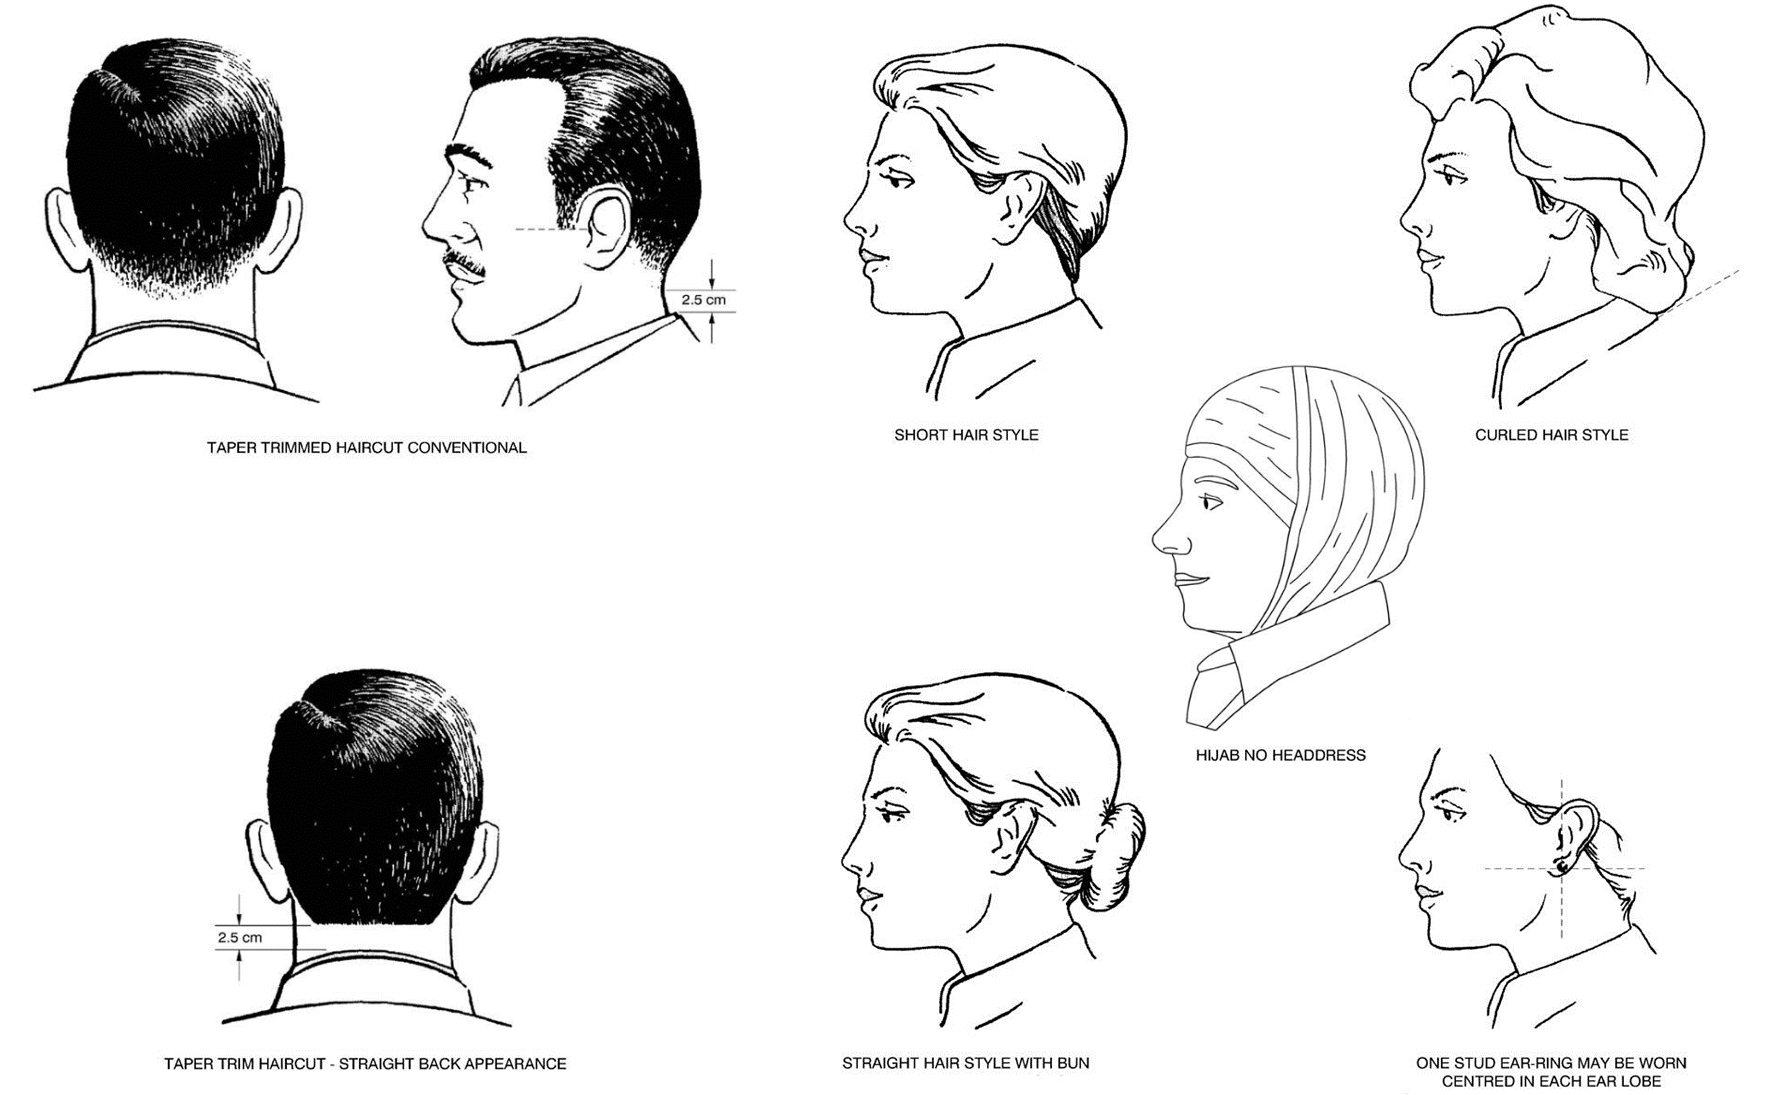 2.5 cm
TAPER TRIMMED HAIRCUT CONVENTIONAL
SHORT HAIR STYLE
CURLED HAIR STYLE
HIJAB NO HEADDRESS
2.5 cm
TAPER TRIM HAIRCUT - STRAIGHT BACK APPEARANCE
STRAIGHT HAIR STYLE WITH BUN
ONE STUD EAR-RING MAY BE WORN
CENTRED IN EACH EAR LOBE